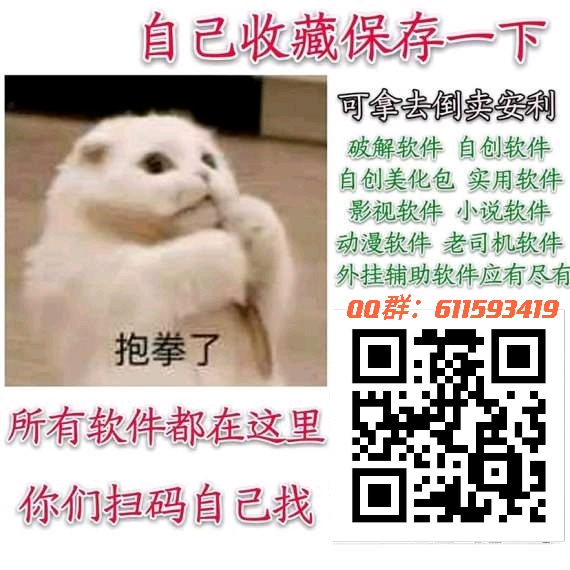 自己收藏保存一下
可拿去倒卖安利
破解软件 自创软件
自创美化包 实用软件
影视软件 小说软件
动漫软件 老司机软件
外挂辅助软件应有尽有
QQ群：611593419
抱拳了
所有软件都在这里
你们扫码自己找